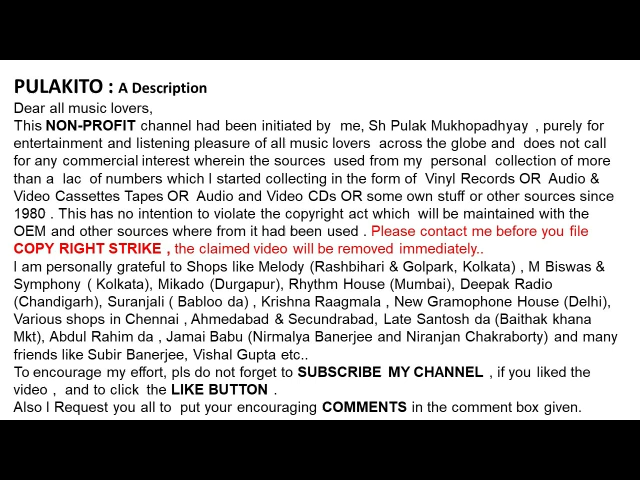 PULAKITO : A Description
Dear all music lovers,
This NON-PROFIT channel had been initiated by me, Sh Pulak Mukhopadhyay , purely for
entertainment and listening pleasure of all music lovers across the globe and does not call
for any commercial interest wherein the sources used from my personal collection of more
than a lac of numbers which I started collecting in the form of Vinyl Records OR Audio &
Video Cassettes Tapes OR Audio and Video CDs OR some own stuff or other sources since
1980 . This has no intention to violate the copyright act which will be maintained with the
OEM and other sources where from it had been used . Please contact me before you file
COPY RIGHT STRIKE , the claimed video will be removed immediately..
I am personally grateful to Shops like Melody (Rashbihari & Golpark, Kolkata) , M Biswas &
Symphony ( Kolkata), Mikado (Durgapur), Rhythm House (Mumbai), Deepak Radio
(Chandigarh), Suranjali ( Babloo da) , Krishna Raagmala , New Gramophone House (Delhi),
Various shops in Chennai , Ahmedabad & Secundrabad, Late Santosh da (Baithak khana
Mkt), Abdul Rahim da , Jamai Babu (Nirmalya Banerjee and Niranjan Chakraborty) and many
friends like Subir Banerjee, Vishal Gupta etc..
To encourage my effort, pls do not forget to SUBSCRIBE MY CHANNEL , if you liked the
video , and to click the LIKE BUTTON .
Also I Request you all to put your encouraging COMMENTS in the comment box given.